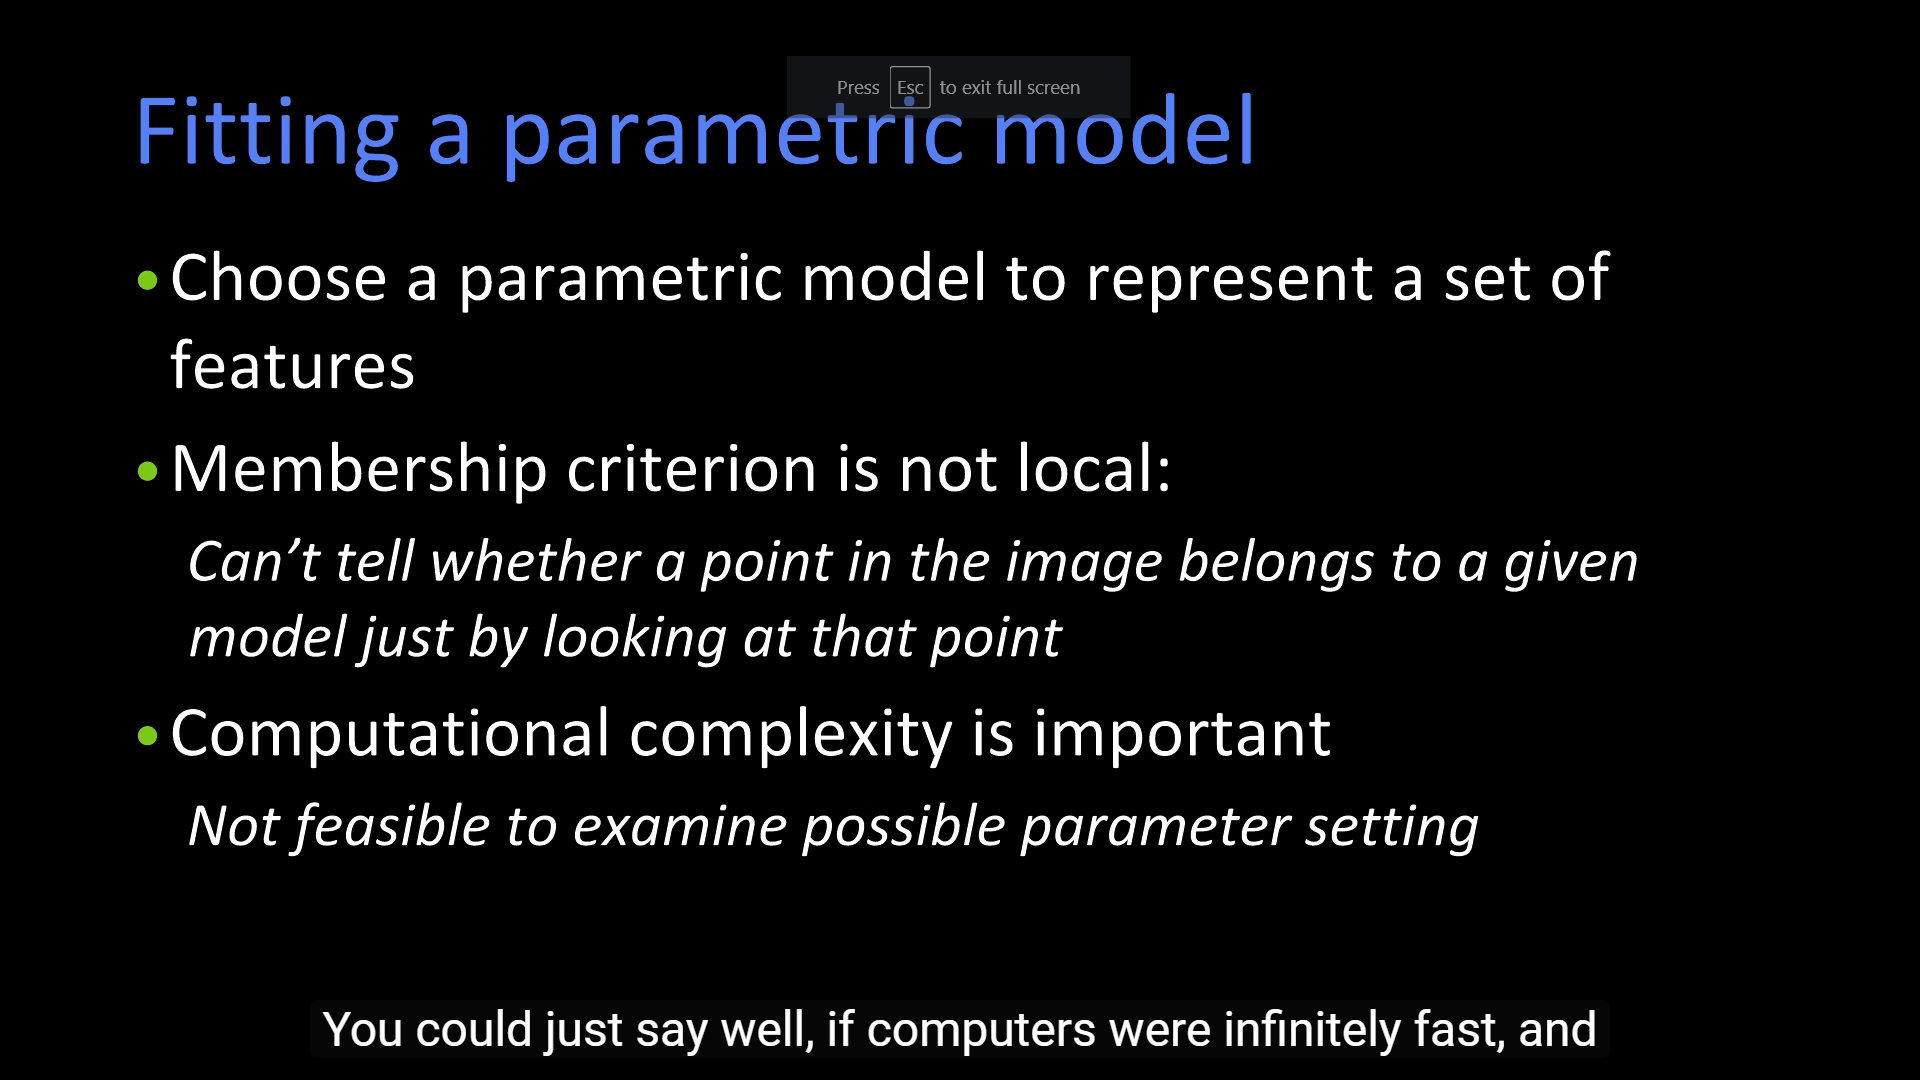 Press Esc to exit full screen
Fitting a parametric model
• Choose a parametric model to represent a set of
features
• Membership criterion is not local:
Can’t tell whether a point in the image belongs to a given
model just by looking at that point
• Computational complexity is important
Not feasible to examine possible parameter setting
You could just say well, if computers were infinitely fast, and